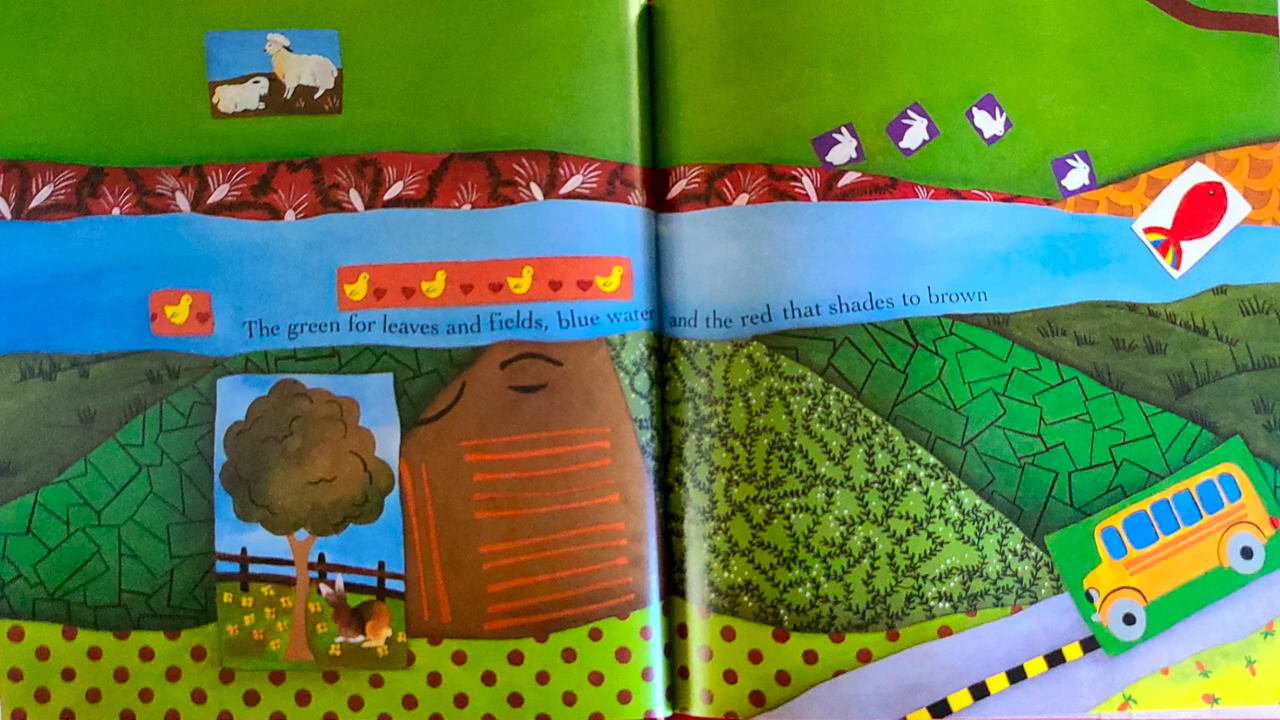 The green for leaves and fields, blue water and the red that shades to brown